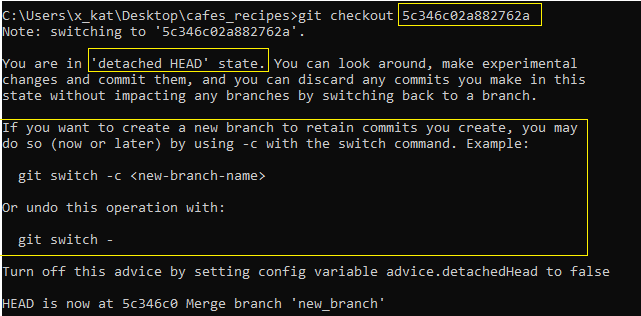 C:\Users\x_kat\Desktop\cafes_recipes>git checkout 5c346c02a882762a
Note: switching to '5c346c02a882762a'.
You are in 'detached HEAD' state. You can look around, make experimental
changes and commit them, and you can discard any commits you make in this
state without impacting any branches by switching back to a branch.
If you want to create a new branch to retain commits you create, you may
do so (now or later) by using -c with the switch command. Example:
git switch -c <new-branch-name>
Or undo this operation with:
git switch -
Turn off this advice by setting config variable advice.detachedHead to false
HEAD is now at 5c346c0 Merge branch 'new_branch'